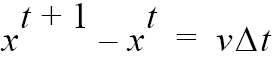 x^{t + 1} − x^{t} = vΔt